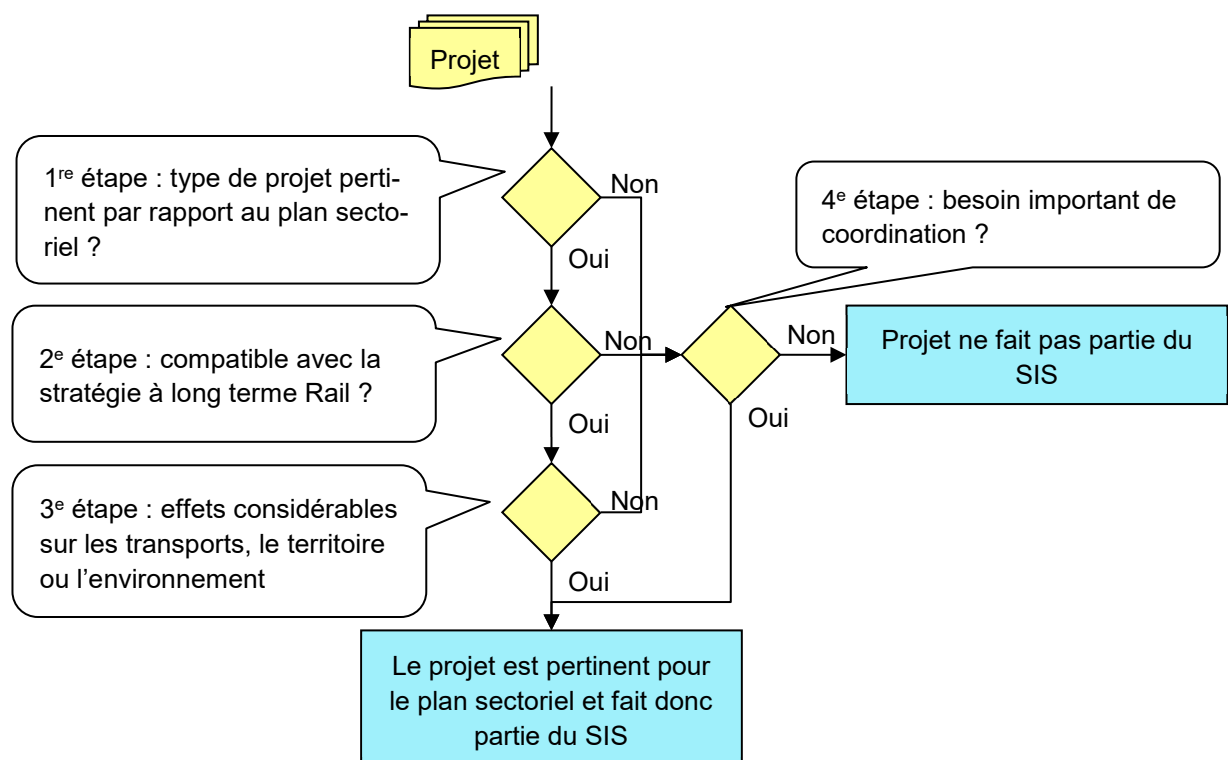 Projet
1re étape : type de projet perti-
nent par rapport au plan secto-
riel ?
Non
4e étape : besoin important de
coordination ?
Oui
2e étape : compatible avec la
stratégie à long terme Rail ?
Non
Non
Projet ne fait pas partie du
SIS
Oui
Oui
3e étape : effets considérables
sur les transports, le territoire
ou l’environnement
Non
Oui
Le projet est pertinent pour
le plan sectoriel et fait donc
partie du SIS